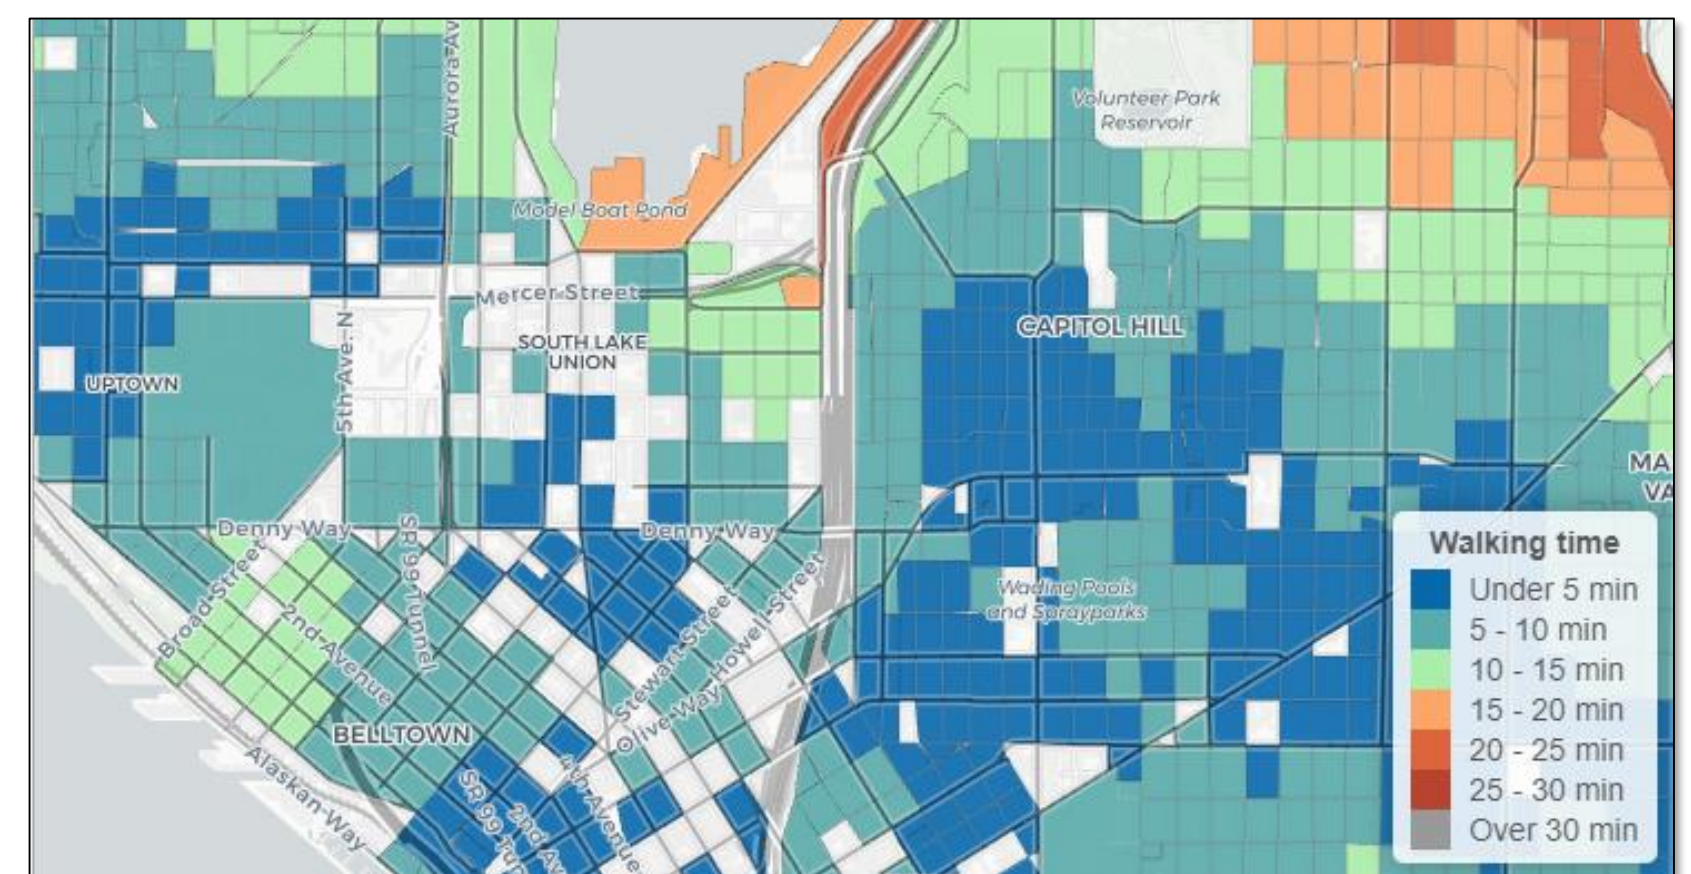 Aurora Av
Volunteer Park
Reservoir
Model Boat Pond
Mercer Street
CAPITOL HILL
SOUTH LAKE
UNION
5th Ave N
UPTOWN
MA
VA
Denny Way
Denny Way
SR 99 Tunnel
Broad Street
2nd Avenue
Wading Pools
and Sprayparks
Stewart Street
Howell Street
Olive Way
BELLTOWN
Alaskan Way
SR 99 Tun
2nd Av
4th Avenue
Walking time
Under 5 min
5 - 10 min
10 - 15 min
15 - 20 min
20 - 25 min
25 - 30 min
Over 30 min